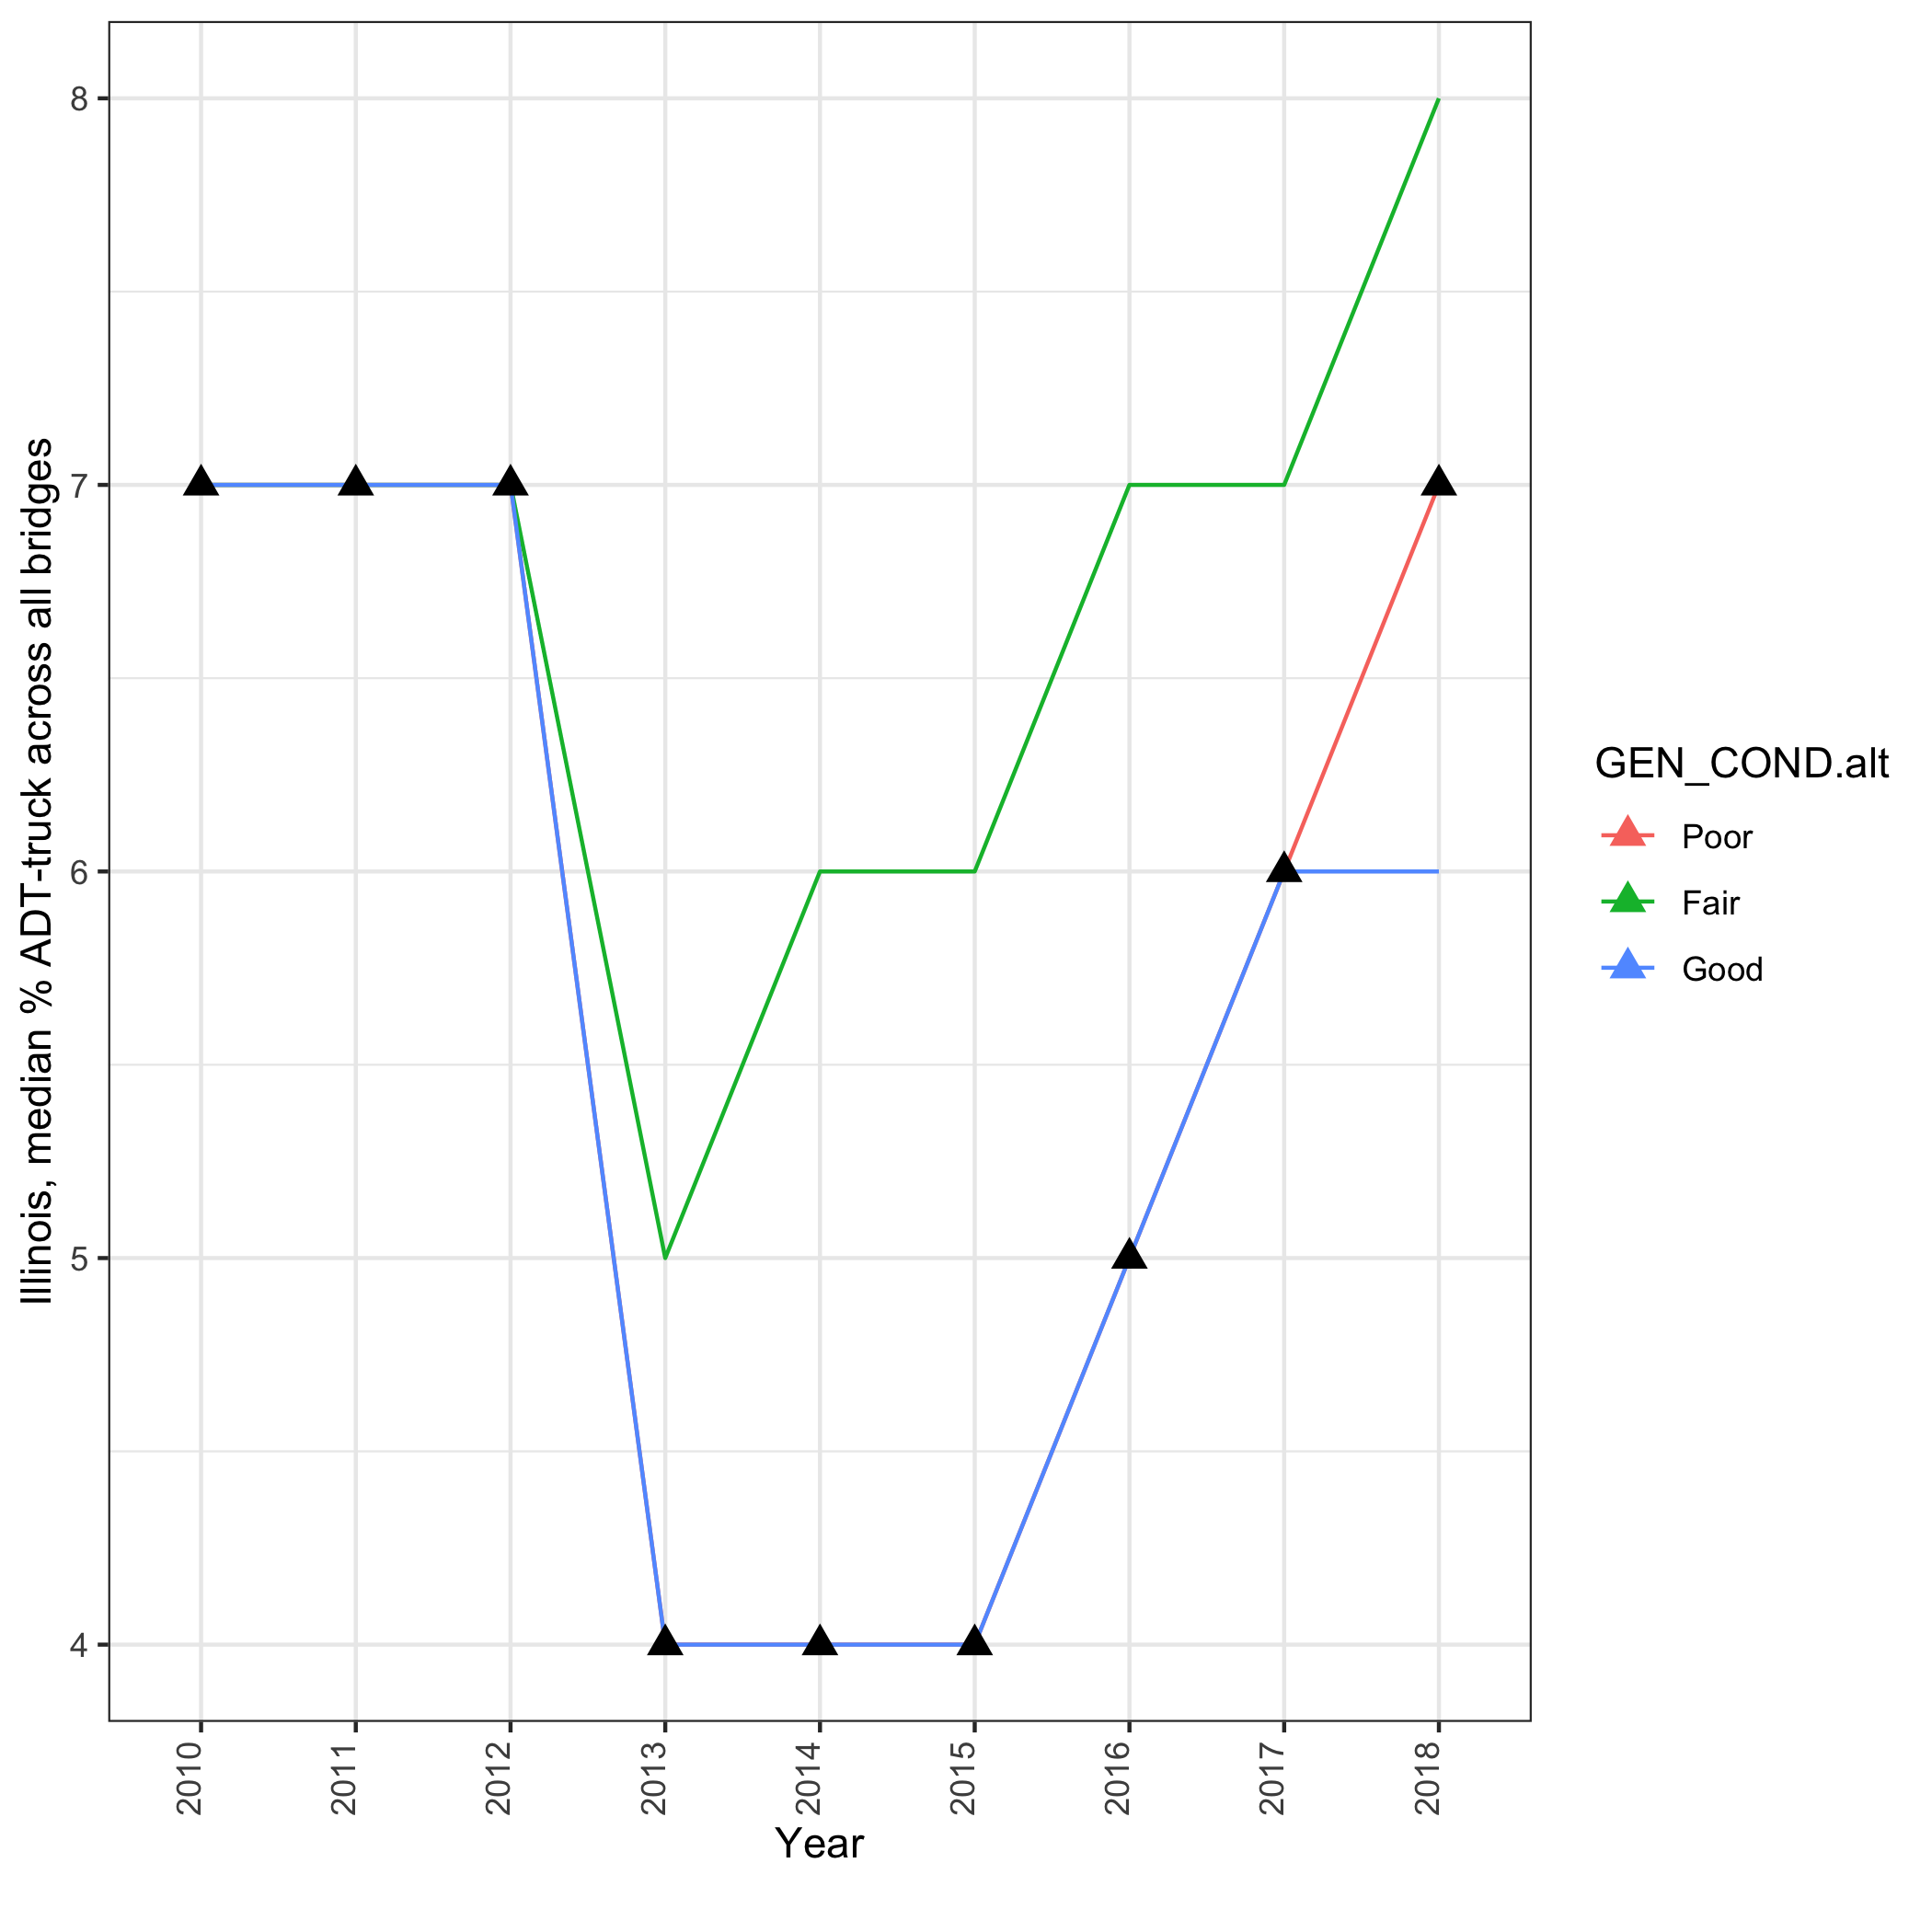 Illinois, median % ADT-truck across all bridges
8
7
6
5
4
2010
2011
2012
2013
2014
2015
2016
2017
2018
Year
GEN_COND.alt
Poor
Fair
Good